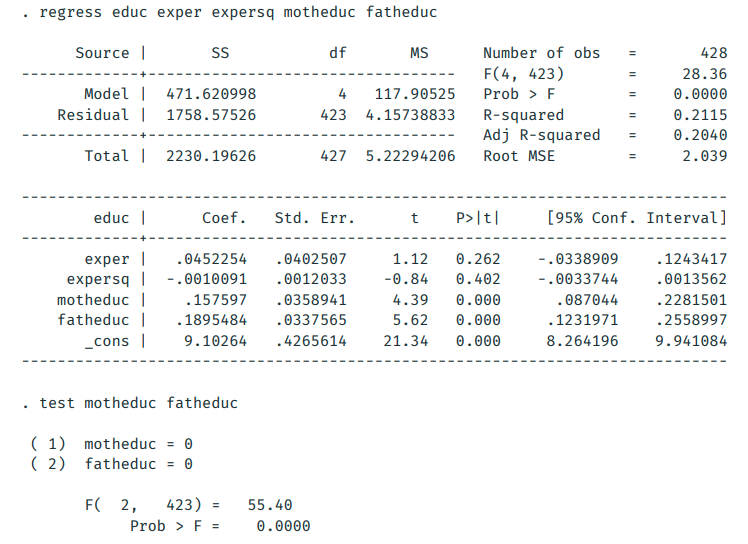 . regress educ exper expersq motheduc fatheduc
Source | SS df MS Number of obs = 428
-------------+---------------------------------- F(4, 423) = 28.36
Model | 471.620998 4 117.90525 Prob > F = 0.0000
Residual | 1758.57526 423 4.15738833 R-squared = 0.2115
-------------+---------------------------------- Adj R-squared = 0.2040
Total | 2230.19626 427 5.22294206 Root MSE = 2.039
------------------------------------------------------------------------------
educ | Coef. Std. Err. t P>|t| [95% Conf. Interval]
-------------+----------------------------------------------------------------
exper | .0452254 .0402507 1.12 0.262 -.0338909 .1243417
expersq | -.0010091 .0012033 -0.84 0.402 -.0033744 .0013562
motheduc | .157597 .0358941 4.39 0.000 .087044 .2281501
fatheduc | .1895484 .0337565 5.62 0.000 .1231971 .2558997
_cons | 9.10264 .4265614 21.34 0.000 8.264196 9.941084
------------------------------------------------------------------------------
. test motheduc fatheduc
( 1) motheduc = 0
( 2) fatheduc = 0
F( 2, 423) = 55.40
Prob > F = 0.0000